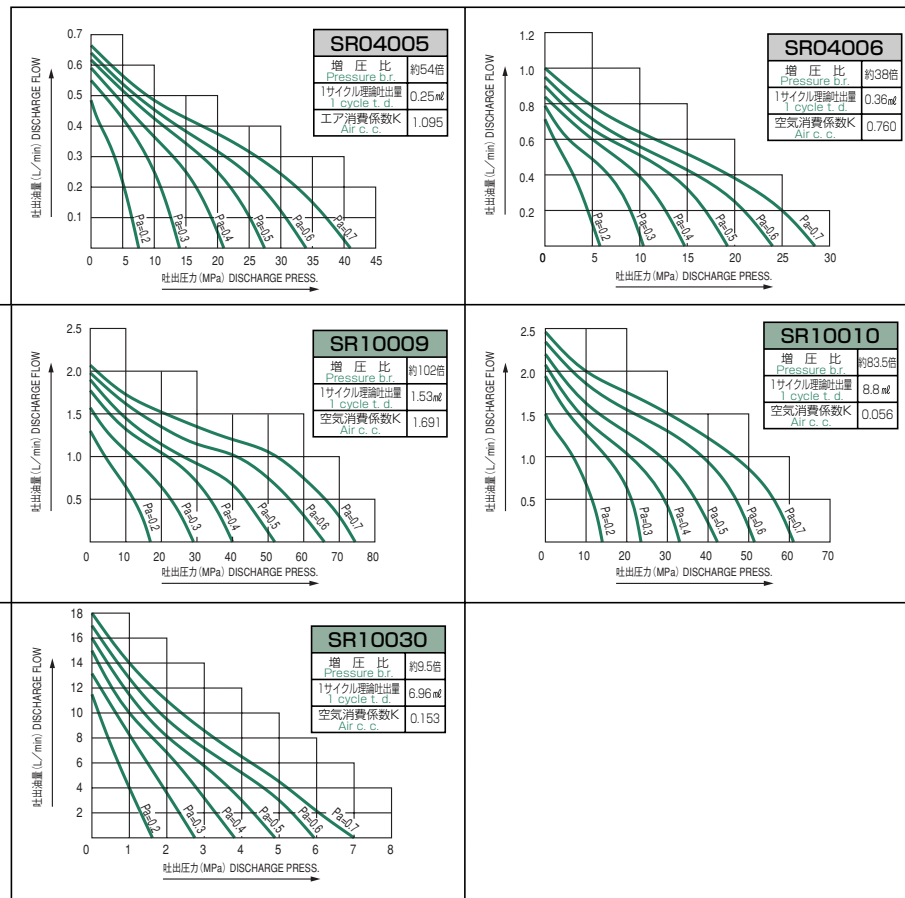 SR04005
増圧比 約54倍
Pressure b.r.
1サイクル理論吐出量 0.25㎖
1 cycle t. d.
エア消費係数K 1.095
Air c. c.
吐出油量(L/min) DISCHARGE FLOW
0.7
0.6
0.5
0.4
0.3
0.2
0.1
Pa=0.2 Pa=0.3 Pa=0.4 Pa=0.5 Pa=0.6 Pa=0.7
0 5 10 15 20 25 30 35 40 45
吐出圧力(MPa) DISCHARGE PRESS.
SR04006
増圧比 約38倍
Pressure b.r.
1サイクル理論吐出量 0.36㎖
1 cycle t. d.
空気消費係数K 0.760
Air c. c.
吐出油量(L/min) DISCHARGE FLOW
1.2
1.0
0.8
0.6
0.4
0.2
Pa=0.2 Pa=0.3 Pa=0.4 Pa=0.5 Pa=0.6 Pa=0.7
0 5 10 15 20 25 30
吐出圧力(MPa) DISCHARGE PRESS.
SR10009
増圧比 約102倍
Pressure b.r.
1サイクル理論吐出量 1.53㎖
1 cycle t. d.
空気消費係数K 1.691
Air c. c.
吐出油量(L/min) DISCHARGE FLOW
2.5
2.0
1.5
1.0
0.5
Pa=0.2 Pa=0.3 Pa=0.4 Pa=0.5 Pa=0.6 Pa=0.7
0 10 20 30 40 50 60 70 80
吐出圧力(MPa) DISCHARGE PRESS.
SR10010
増圧比 約83.5倍
Pressure b.r.
1サイクル理論吐出量 8.8㎖
1 cycle t. d.
空気消費係数K 0.056
Air c. c.
吐出油量(L/min) DISCHARGE FLOW
2.5
2.0
1.5
1.0
0.5
Pa=0.2 Pa=0.3 Pa=0.4 Pa=0.5 Pa=0.6 Pa=0.7
0 10 20 30 40 50 60 70
吐出圧力(MPa) DISCHARGE PRESS.
SR10030
増圧比 約9.5倍
Pressure b.r.
1サイクル理論吐出量 6.96㎖
1 cycle t. d.
空気消費係数K 0.153
Air c. c.
吐出油量(L/min) DISCHARGE FLOW
18
16
14
12
10
8
6
4
2
Pa=0.2 Pa=0.3 Pa=0.4 Pa=0.5 Pa=0.6 Pa=0.7
0 1 2 3 4 5 6 7 8
吐出圧力(MPa) DISCHARGE PRESS.